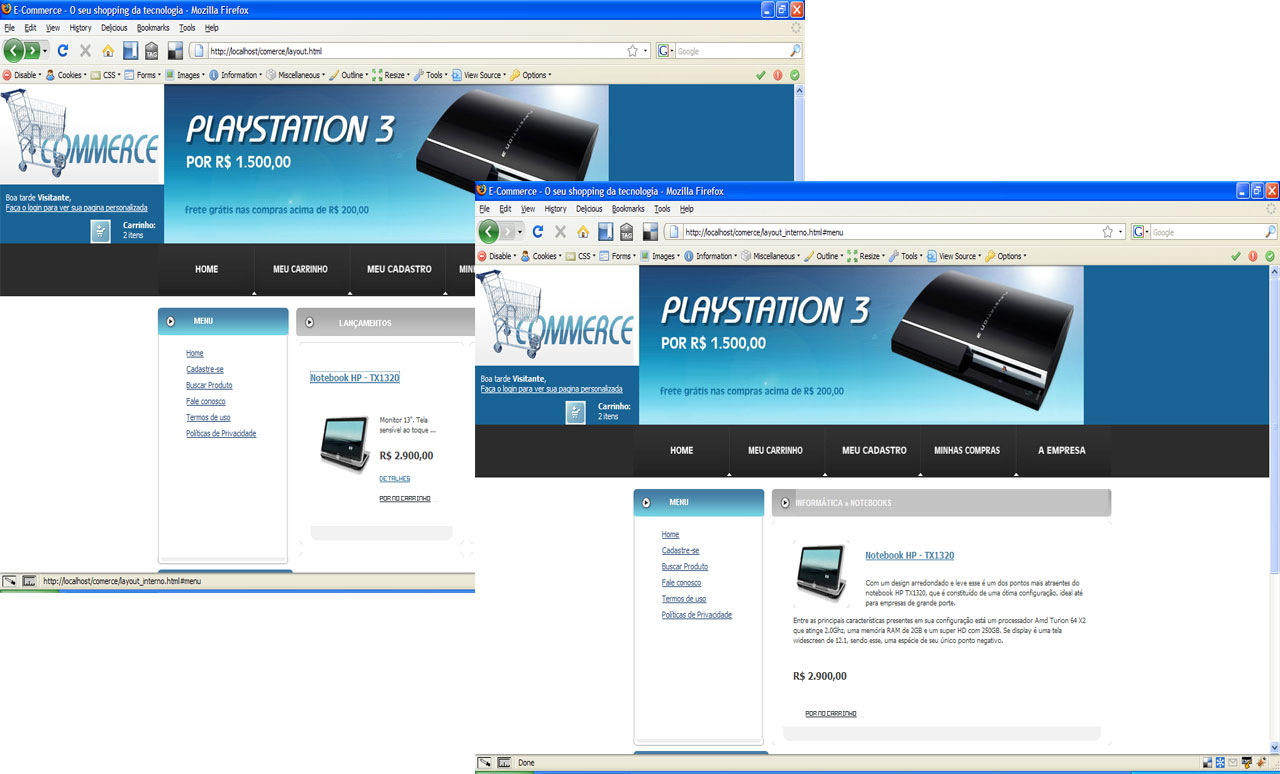 E-Commerce - O seu shopping da tecnologia - Mozilla Firefox
File Edit View History Delicious Bookmarks Tools Help
http://localhost/comerce/layout.html
Google
Disable Cookies CSS Forms Images Information Miscellaneous Outline Resize Tools View Source Options
COMMERCE
PLAYSTATION 3
POR R$ 1.500,00
frete grátis nas compras acima de R$ 200,00
Boa tarde Visitante,
Faça o login para ver sua pagina personalizada
Carrinho:
2 itens
HOME MEU CARRINHO MEU CADASTRO MIN
MENU
Home
Cadastre-se
Buscar Produto
Fale conosco
Termos de uso
Políticas de Privacidade
LANÇAMENTOS
Notebook HP - TX1320
Monitor 13". Tela
sensível ao toque ...
R$ 2.900,00
DETALHES
POR NO CARRINHO
http://localhost/comerce/layout_interno.html#menu
E-Commerce - O seu shopping da tecnologia - Mozilla Firefox
File Edit View History Delicious Bookmarks Tools Help
http://localhost/comerce/layout_interno.html#menu
Google
Disable Cookies CSS Forms Images Information Miscellaneous Outline Resize Tools View Source Options
COMMERCE
PLAYSTATION 3
POR R$ 1.500,00
frete grátis nas compras acima de R$ 200,00
Boa tarde Visitante,
Faça o login para ver sua pagina personalizada
Carrinho:
2 itens
HOME MEU CARRINHO MEU CADASTRO MINHAS COMPRAS A EMPRESA
MENU
Home
Cadastre-se
Buscar Produto
Fale conosco
Termos de uso
Políticas de Privacidade
INFORMÁTICA » NOTEBOOKS
Notebook HP - TX1320
Com um design arredondado e leve esse é um dos pontos mais atraentes do
notebook HP TX1320, que é constituído de uma ótima configuração, ideal até
para empresas de grande porte.
Entre as principais características presentes em sua configuração está um processador Amd Turion 64 X2
que atinge 2.0Ghz, uma memória RAM de 2GB e um super HD com 250GB. Se display é uma tela
widescreen de 12.1, sendo esse, uma espécie de seu único ponto negativo.
R$ 2.900,00
POR NO CARRINHO
Done